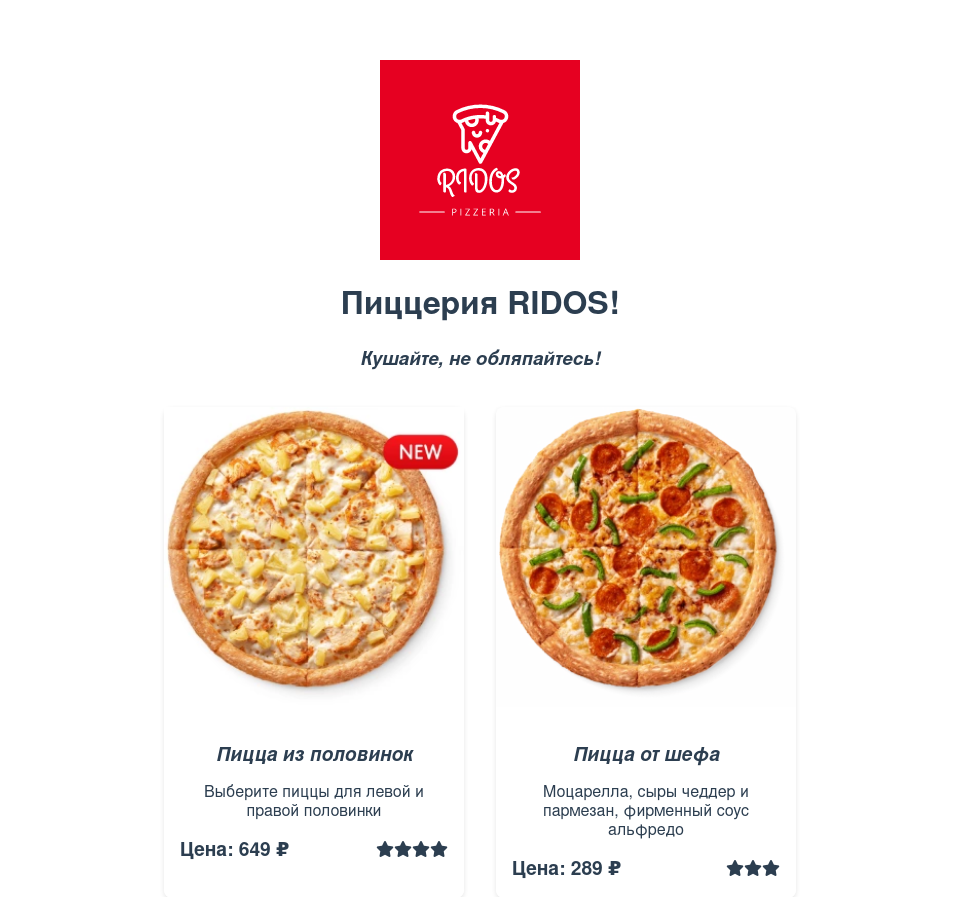 RIDOS
PIZZERIA
Пиццерия RIDOS!
Кушайте, не обляпайтесь!
NEW
Пицца из половинок
Выберите пиццы для левой и
правой половинки
Цена: 649 ₽
Пицца от шефа
Моцарелла, сыры чеддер и
пармезан, фирменный соус
альфредо
Цена: 289 ₽